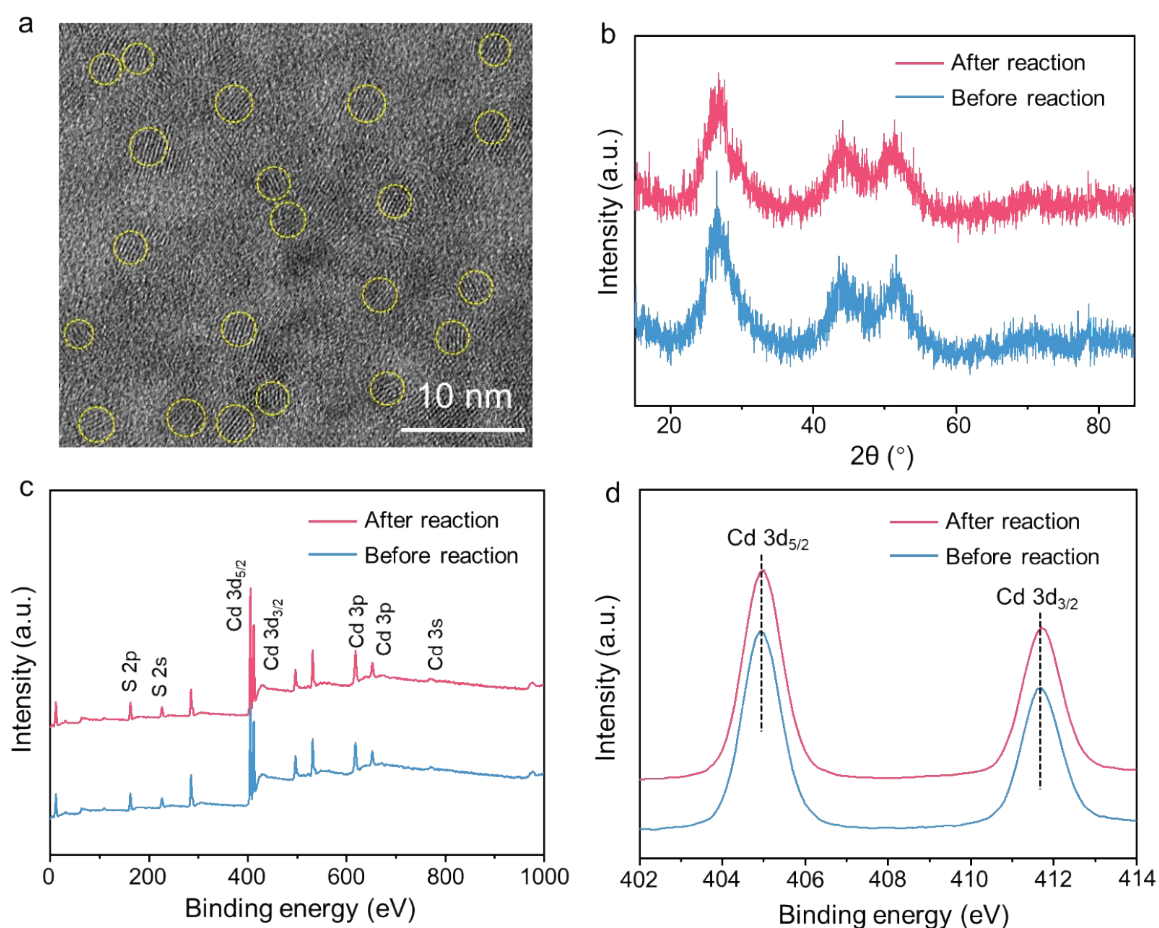 a
10 nm
b
After reaction
Before reaction
Intensity (a.u.)
20
40
60
80
2θ (°)
c
After reaction
Before reaction
S 2p
S 2s
Cd 3d5/2
Cd 3d3/2
Cd 3p
Cd 3p
Cd 3s
Intensity (a.u.)
0
200
400
600
800
1000
Binding energy (eV)
d
After reaction
Before reaction
Cd 3d5/2
Cd 3d3/2
Intensity (a.u.)
402
404
406
408
410
412
414
Binding energy (eV)